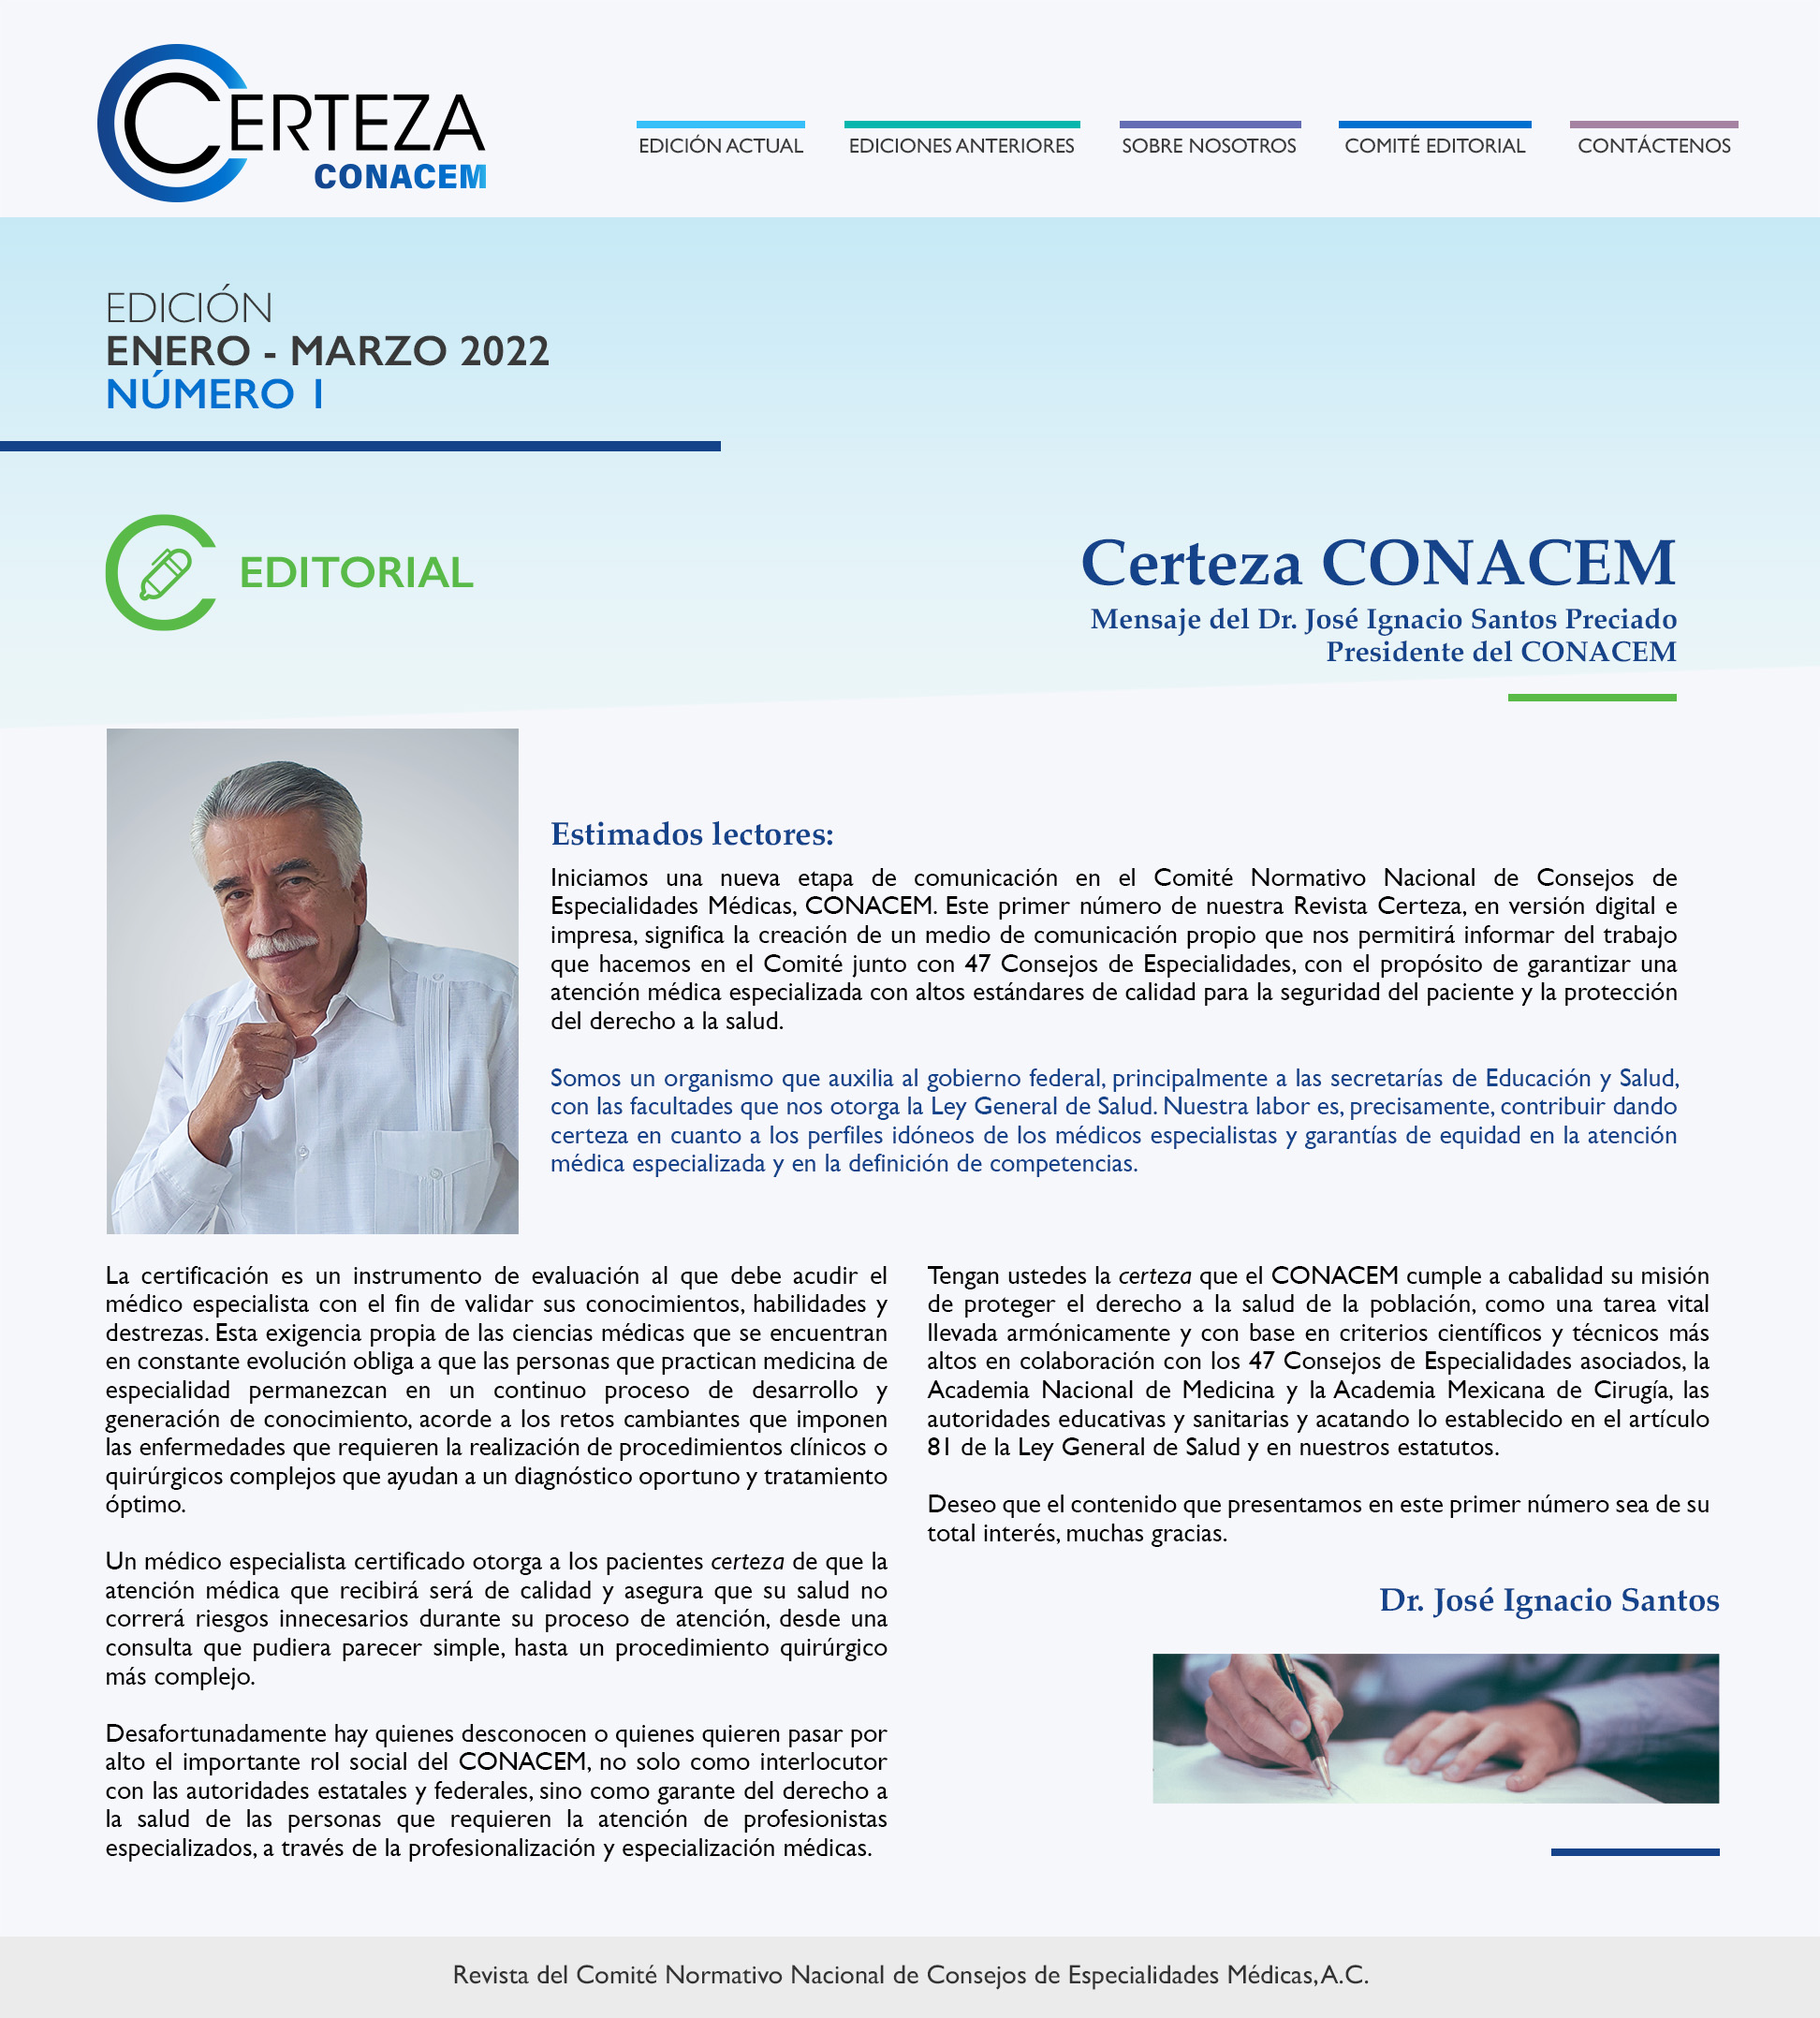 CERTEZA
CONACEM
EDICIÓN ACTUAL
EDICIONES ANTERIORES
SOBRE NOSOTROS
COMITÉ EDITORIAL
CONTÁCTENOS
EDICIÓN
ENERO - MARZO 2022
NÚMERO 1
EDITORIAL
Certeza CONACEM
Mensaje del Dr. José Ignacio Santos Preciado
Presidente del CONACEM
Estimados lectores:
Iniciamos una nueva etapa de comunicación en el Comité Normativo Nacional de Consejos de
Especialidades Médicas, CONACEM. Este primer número de nuestra Revista Certeza, en versión digital e
impresa, significa la creación de un medio de comunicación propio que nos permitirá informar del trabajo
que hacemos en el Comité junto con 47 Consejos de Especialidades, con el propósito de garantizar una
atención médica especializada con altos estándares de calidad para la seguridad del paciente y la protección
del derecho a la salud.
Somos un organismo que auxilia al gobierno federal, principalmente a las secretarías de Educación y Salud,
con las facultades que nos otorga la Ley General de Salud. Nuestra labor es, precisamente, contribuir dando
certeza en cuanto a los perfiles idóneos de los médicos especialistas y garantías de equidad en la atención
médica especializada y en la definición de competencias.
La certificación es un instrumento de evaluación al que debe acudir el
médico especialista con el fin de validar sus conocimientos, habilidades y
destrezas. Esta exigencia propia de las ciencias médicas que se encuentran
en constante evolución obliga a que las personas que practican medicina de
especialidad permanezcan en un continuo proceso de desarrollo y
generación de conocimiento, acorde a los retos cambiantes que imponen
las enfermedades que requieren la realización de procedimientos clínicos o
quirúrgicos complejos que ayudan a un diagnóstico oportuno y tratamiento
óptimo.
Un médico especialista certificado otorga a los pacientes certeza de que la
atención médica que recibirá será de calidad y asegura que su salud no
correrá riesgos innecesarios durante su proceso de atención, desde una
consulta que pudiera parecer simple, hasta un procedimiento quirúrgico
más complejo.
Desafortunadamente hay quienes desconocen o quienes quieren pasar por
alto el importante rol social del CONACEM, no solo como interlocutor
con las autoridades estatales y federales, sino como garante del derecho a
la salud de las personas que requieren la atención de profesionistas
especializados, a través de la profesionalización y especialización médicas.
Tengan ustedes la certeza que el CONACEM cumple a cabalidad su misión
de proteger el derecho a la salud de la población, como una tarea vital
llevada armónicamente y con base en criterios científicos y técnicos más
altos en colaboración con los 47 Consejos de Especialidades asociados, la
Academia Nacional de Medicina y la Academia Mexicana de Cirugía, las
autoridades educativas y sanitarias y acatando lo establecido en el artículo
81 de la Ley General de Salud y en nuestros estatutos.
Deseo que el contenido que presentamos en este primer número sea de su
total interés, muchas gracias.
Dr. José Ignacio Santos
Revista del Comité Normativo Nacional de Consejos de Especialidades Médicas, A.C.